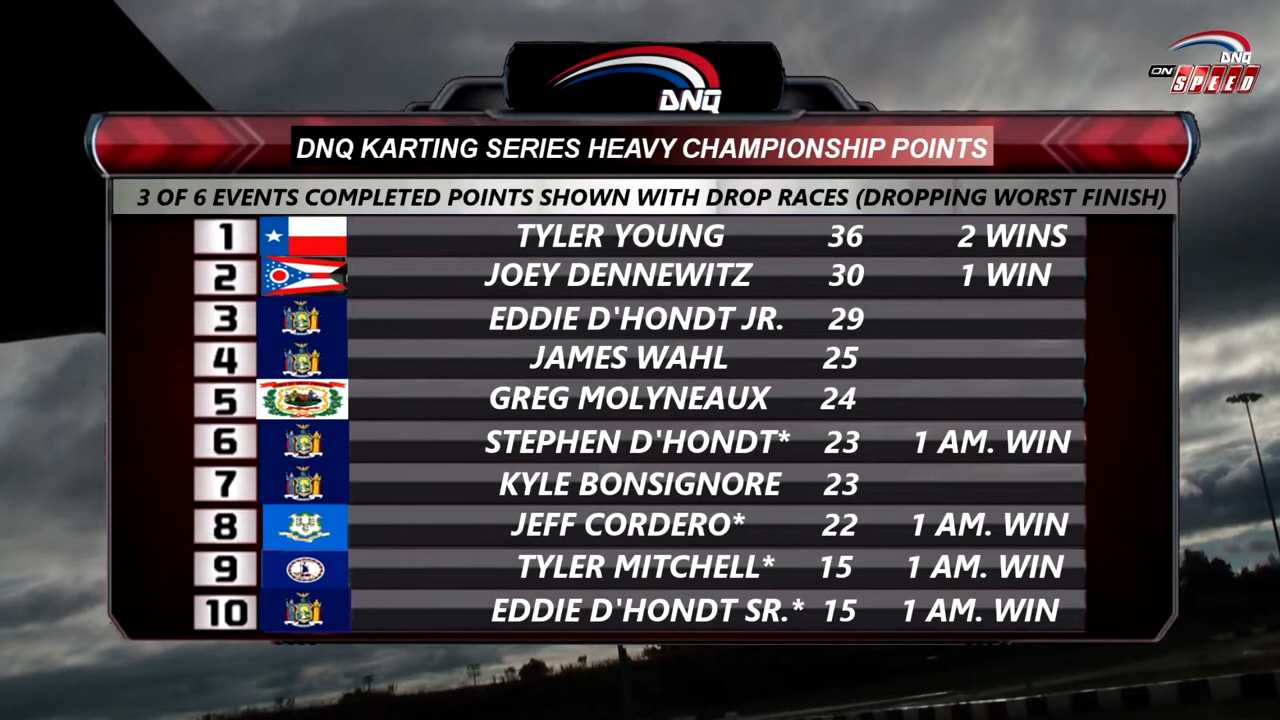 DNQ
DNQ
ON SPEED
DNQ KARTING SERIES HEAVY CHAMPIONSHIP POINTS
3 OF 6 EVENTS COMPLETED POINTS SHOWN WITH DROP RACES (DROPPING WORST FINISH)
1 TYLER YOUNG 36 2 WINS
2 JOEY DENNEWITZ 30 1 WIN
3 EDDIE D'HONDT JR. 29
4 JAMES WAHL 25
5 GREG MOLYNEAUX 24
6 STEPHEN D'HONDT* 23 1 AM. WIN
7 KYLE BONSIGNORE 23
8 JEFF CORDERO* 22 1 AM. WIN
9 TYLER MITCHELL* 15 1 AM. WIN
10 EDDIE D'HONDT SR.* 15 1 AM. WIN